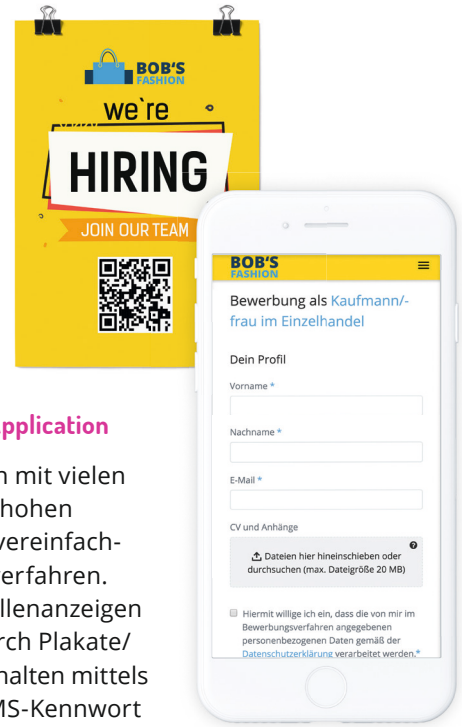 BOB'S
FASHION
we`re
HIRING
JOIN OUR TEAM
BOB'S
FASHION
Bewerbung als Kaufmann/-
frau im Einzelhandel
Dein Profil
Vorname *
Nachname *
E-Mail *
CV und Anhänge
Dateien hier hineinschieben oder
durchsuchen (max. Dateigröße 20 MB)
Hiermit willige ich ein, dass die von mir im
Bewerbungsverfahren angegebenen
personenbezogenen Daten gemäß der
Datenschutzerklärung verarbeitet werden.*
pplication
mit vielen
hohen
vereinfach-
erfahren.
llenanzeigen
rch Plakate/
halten mittels
MS-Kennwort